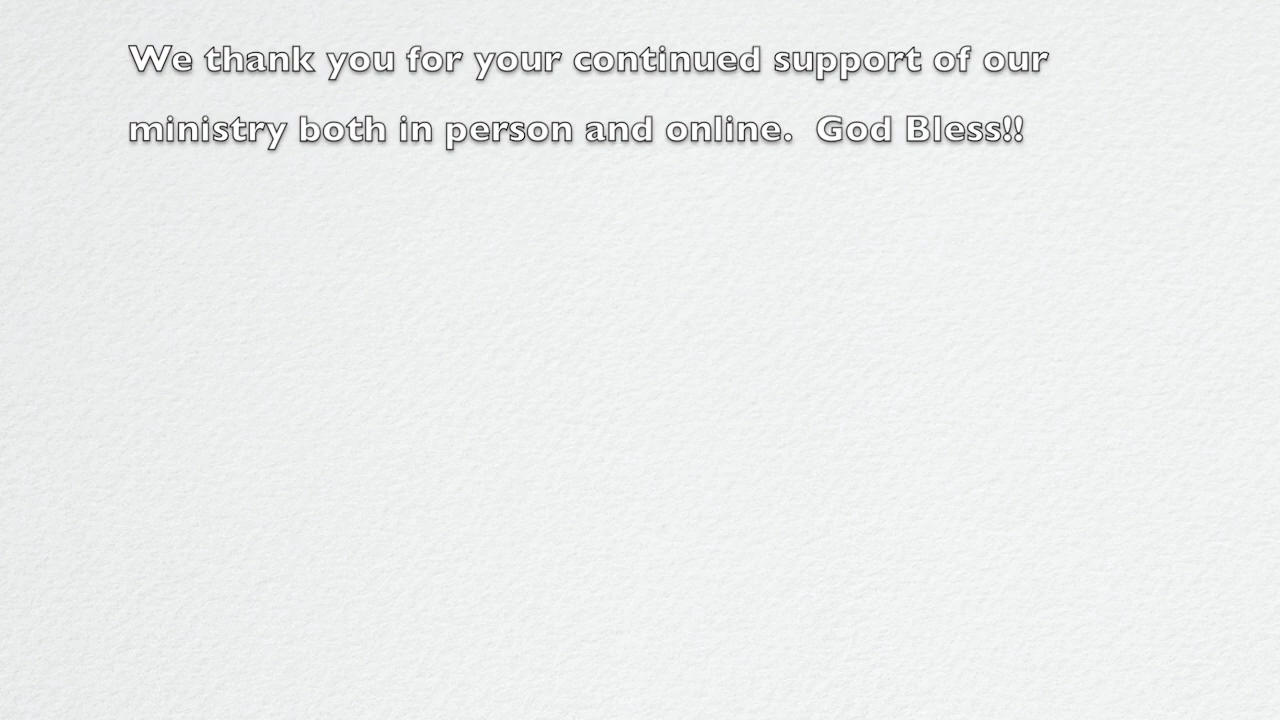 We thank you for your continued support of our
ministry both in person and online.  God Bless!!